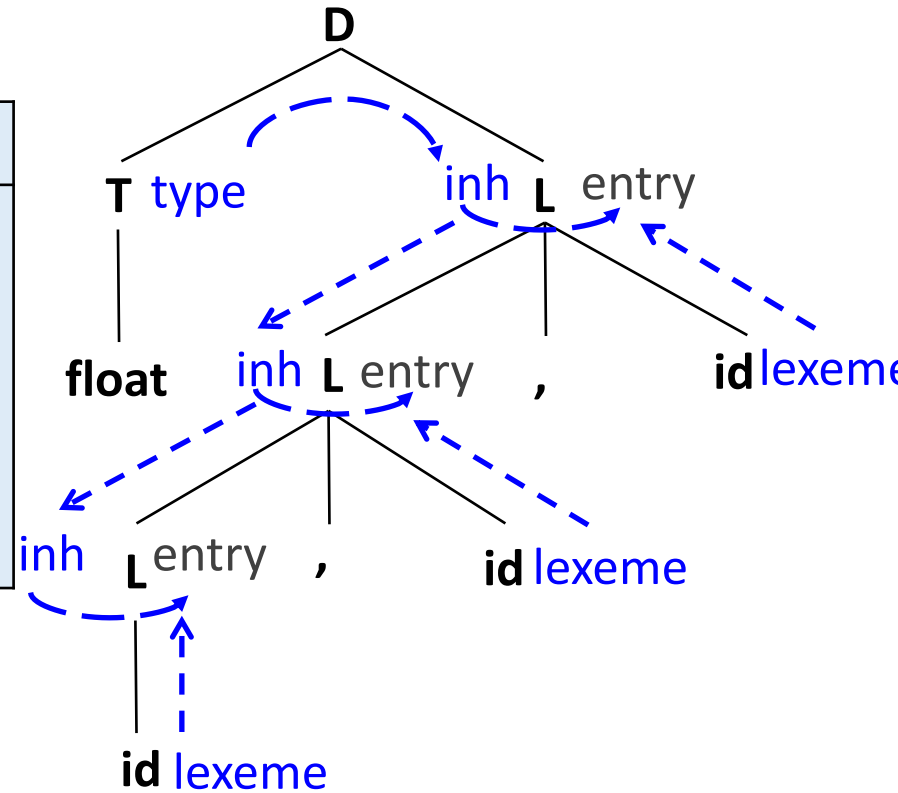 D
T type inh L entry
float inh L entry , id lexeme
inh L entry , id lexeme
id lexeme